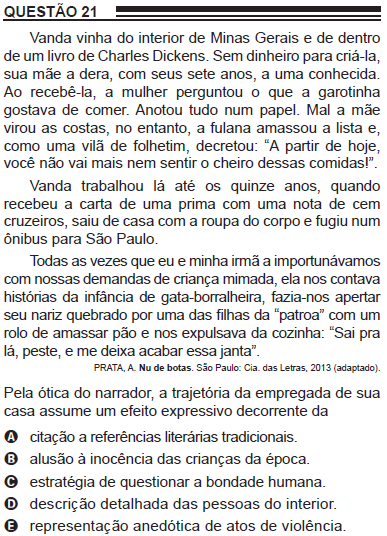 QUESTÃO 21
Vanda vinha do interior de Minas Gerais e de dentro
de um livro de Charles Dickens. Sem dinheiro para criá-la,
sua mãe a dera, com seus sete anos, a uma conhecida.
Ao recebê-la, a mulher perguntou o que a garotinha
gostava de comer. Anotou tudo num papel. Mal a mãe
virou as costas, no entanto, a fulana amassou a lista e,
como uma vilã de folhetim, decretou: “A partir de hoje,
você não vai mais nem sentir o cheiro dessas comidas!”.
Vanda trabalhou lá até os quinze anos, quando
recebeu a carta de uma prima com uma nota de cem
cruzeiros, saiu de casa com a roupa do corpo e fugiu num
ônibus para São Paulo.
Todas as vezes que eu e minha irmã a importunávamos
com nossas demandas de criança mimada, ela nos contava
histórias da infância de gata-borralheira, fazia-nos apertar
seu nariz quebrado por uma das filhas da “patroa” com um
rolo de amassar pão e nos expulsava da cozinha: “Sai pra
lá, peste, e me deixa acabar essa janta”.
PRATA, A. Nu de botas. São Paulo: Cia. das Letras, 2013 (adaptado).
Pela ótica do narrador, a trajetória da empregada de sua
casa assume um efeito expressivo decorrente da
A citação a referências literárias tradicionais.
B alusão à inocência das crianças da época.
C estratégia de questionar a bondade humana.
D descrição detalhada das pessoas do interior.
E representação anedótica de atos de violência.